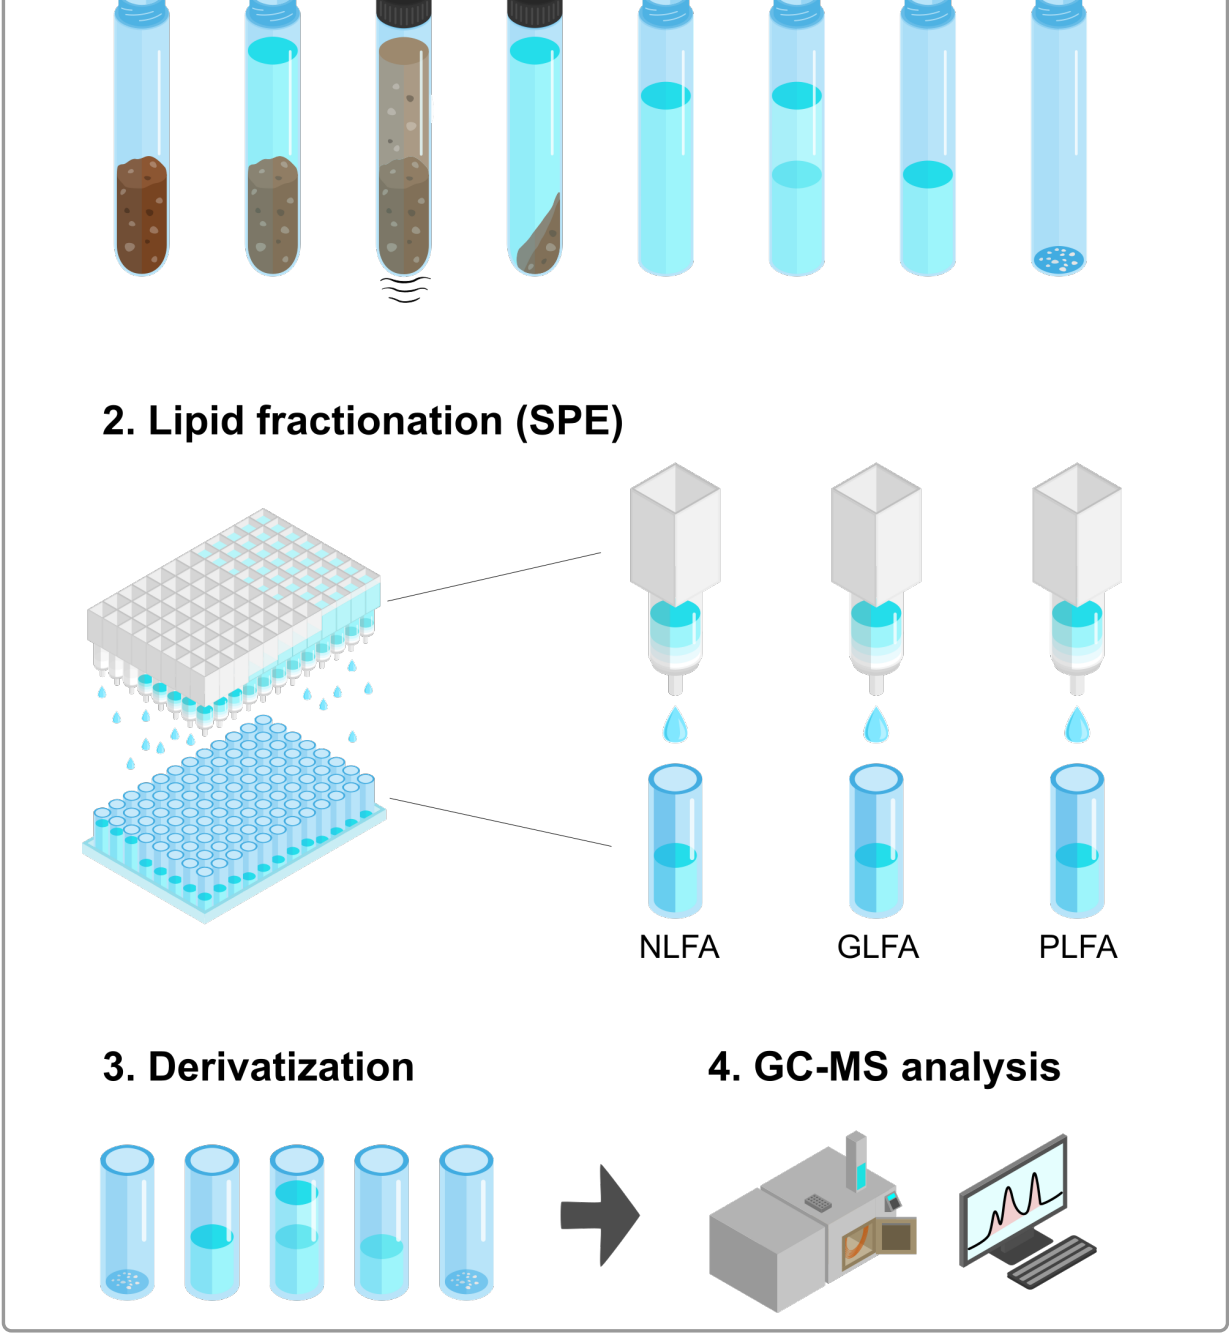 2. Lipid fractionation (SPE)
NLFA
GLFA
PLFA
3. Derivatization
4. GC-MS analysis